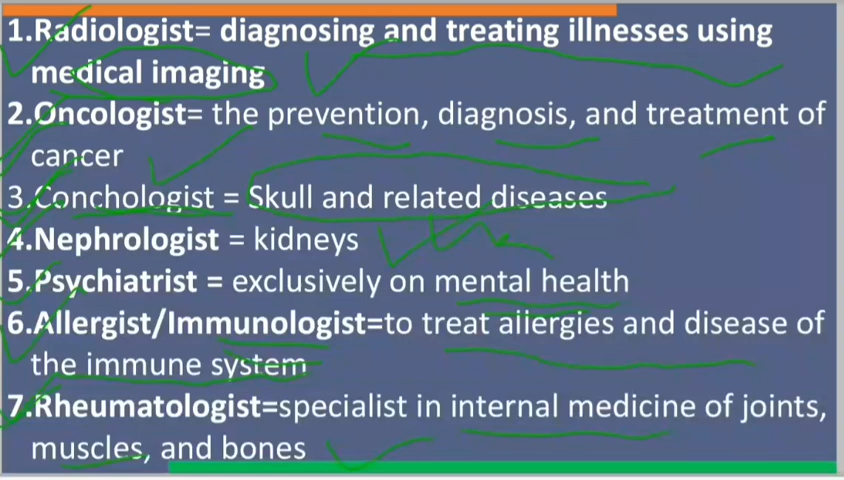 1.Radiologist= diagnosing and treating illnesses using
medical imaging
2.Oncologist= the prevention, diagnosis, and treatment of
cancer
3.Conchologist = Skull and related diseases
4.Nephrologist = kidneys
5.Psychiatrist = exclusively on mental health
6.Allergist/Immunologist=to treat allergies and disease of
the immune system
7.Rheumatologist=specialist in internal medicine of joints,
muscles, and bones